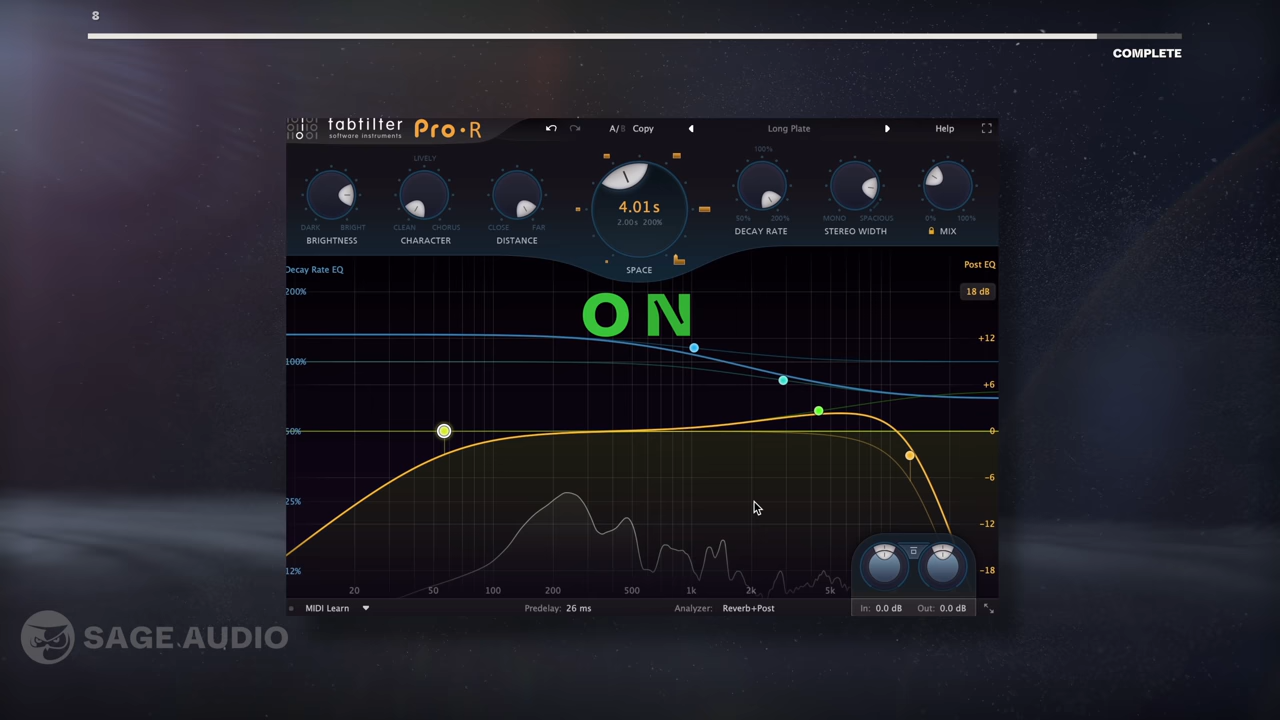 8
COMPLETE
fabfilter
software instruments
Pro·R
A/B Copy
Long Plate
Help
LIVELY
100%
4.01s
2.00s 200%
DARK BRIGHT
CLEAN CHORUS
CLOSE FAR
50% 200%
MONO SPACIOUS
0% 100%
BRIGHTNESS
CHARACTER
DISTANCE
SPACE
DECAY RATE
STEREO WIDTH
MIX
Decay Rate EQ
Post EQ
200%
18 dB
ON
+12
100%
+6
50%
0
-6
25%
-12
12%
-18
20 50 100 200 500 1k 2k 5k
MIDI Learn
Predelay: 26 ms
Analyzer: Reverb+Post
In: 0.0 dB Out: 0.0 dB
SAGE AUDIO